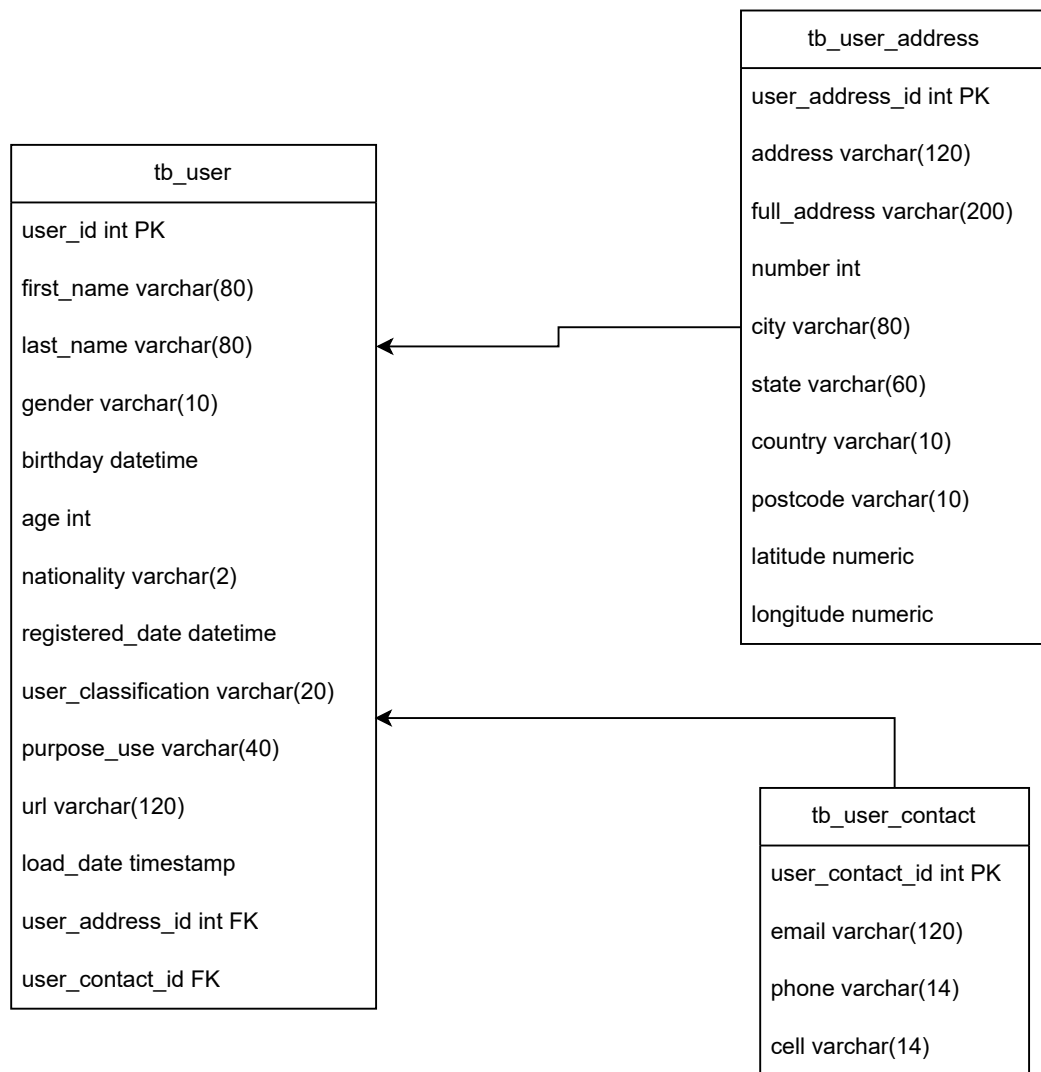 tb_user
user_id int PK
first_name varchar(80)
last_name varchar(80)
gender varchar(10)
birthday datetime
age int
nationality varchar(2)
registered_date datetime
user_classification varchar(20)
purpose_use varchar(40)
url varchar(120)
load_date timestamp
user_address_id int FK
user_contact_id FK
tb_user_address
user_address_id int PK
address varchar(120)
full_address varchar(200)
number int
city varchar(80)
state varchar(60)
country varchar(10)
postcode varchar(10)
latitude numeric
longitude numeric
tb_user_contact
user_contact_id int PK
email varchar(120)
phone varchar(14)
cell varchar(14)